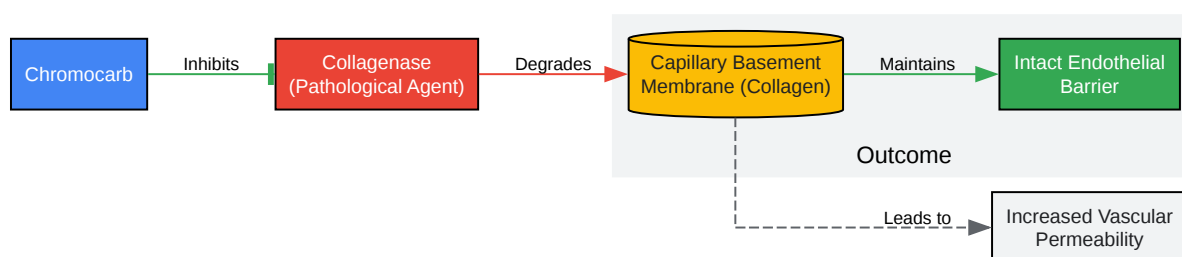 Chromocarb
Inhibits
Collagenase
(Pathological Agent)
Degrades
Capillary Basement
Membrane (Collagen)
Maintains
Intact Endothelial
Barrier
Outcome
Leads to
Increased Vascular
Permeability